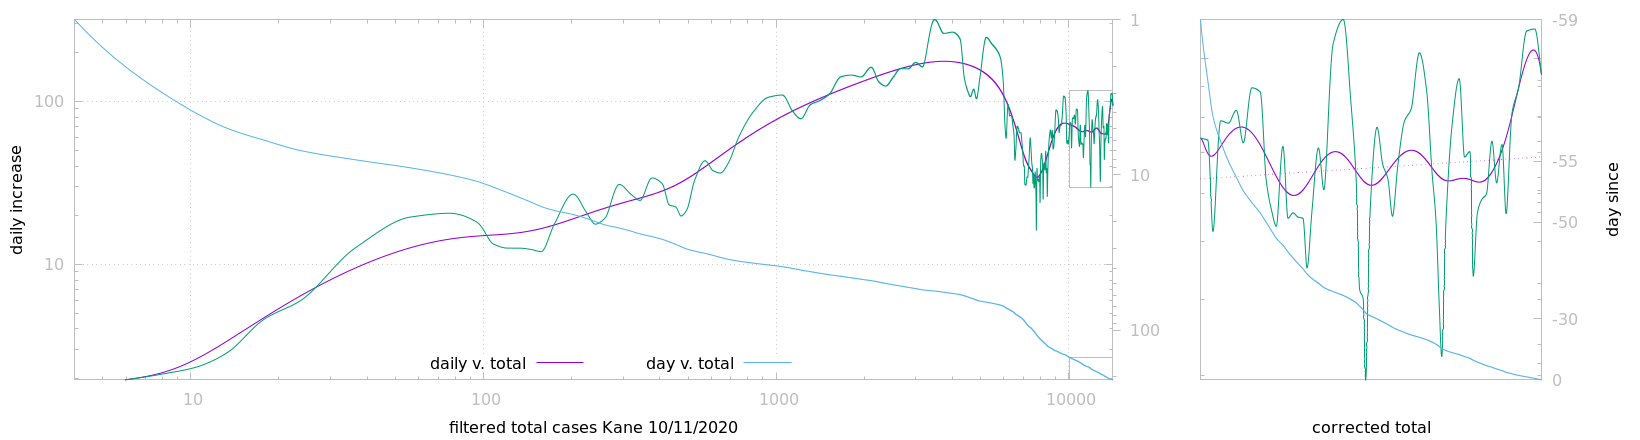 daily increase
100
10
1
10
100
daily v. total
day v. total
10
100
1000
10000
filtered total cases Kane 10/11/2020
-59
-55
-50
-30
0
day since
corrected total